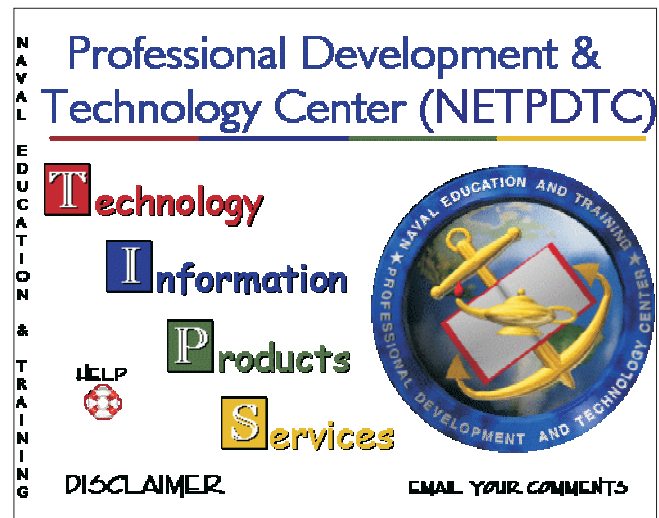 NAVAL EDUCATION & TRAINING
Professional Development &
Technology Center (NETPDTC)
Technology
Information
Products
Services
HELP
NAVAL EDUCATION AND TRAINING
PROFESSIONAL DEVELOPMENT AND TECHNOLOGY CENTER
DISCLAIMER
EMAIL YOUR COMMENTS